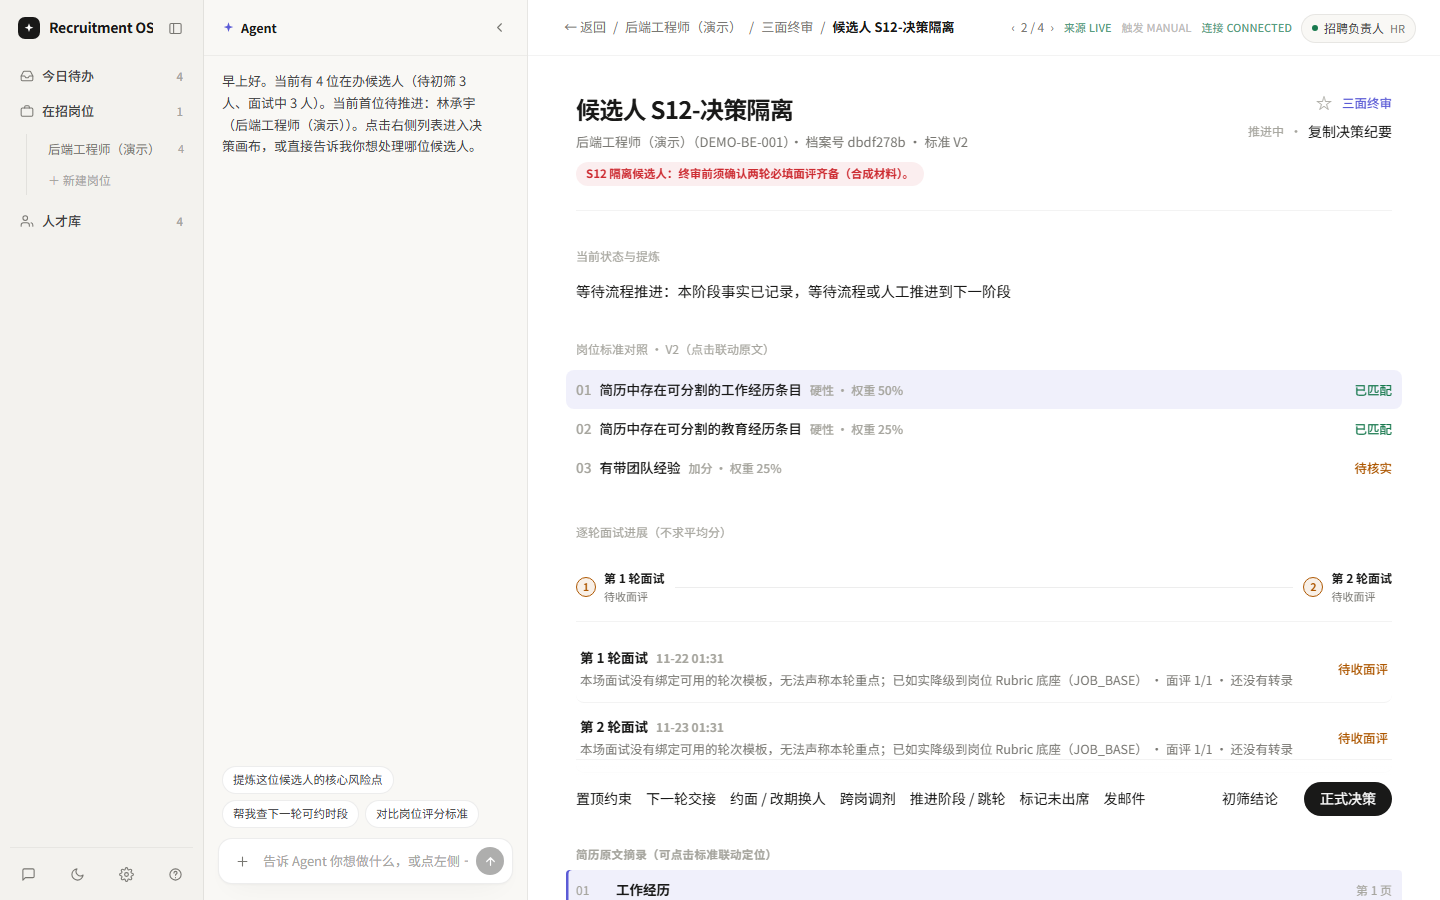 Recruitment OS
今日待办 4
在招岗位 1
后端工程师（演示） 4
＋ 新建岗位
人才库 4
Agent
早上好。当前有 4 位在办候选人（待初筛 3
人、面试中 3 人）。当前首位待推进：林承宇
（后端工程师（演示））。点击右侧列表进入决
策画布，或直接告诉我你想处理哪位候选人。
提炼这位候选人的核心风险点
帮我查下一轮可约时段
对比岗位评分标准
告诉 Agent 你想做什么，或点左侧 -
← 返回 / 后端工程师（演示） / 三面终审 / 候选人 S12-决策隔离
‹ 2 / 4 › 来源 LIVE 触发 MANUAL 连接 CONNECTED 招聘负责人 HR
候选人 S12-决策隔离
☆ 三面终审
后端工程师（演示）（DEMO-BE-001）· 档案号 dbdf278b · 标准 V2
推进中 · 复制决策纪要
S12 隔离候选人：终审前须确认两轮必填面评齐备（合成材料）。
当前状态与提炼
等待流程推进：本阶段事实已记录，等待流程或人工推进到下一阶段
岗位标准对照 · V2（点击联动原文）
01 简历中存在可分割的工作经历条目 硬性 · 权重 50% 已匹配
02 简历中存在可分割的教育经历条目 硬性 · 权重 25% 已匹配
03 有带团队经验 加分 · 权重 25% 待核实
逐轮面试进展（不求平均分）
1 第 1 轮面试 待收面评
2 第 2 轮面试 待收面评
第 1 轮面试 11-22 01:31
本场面试没有绑定可用的轮次模板，无法声称本轮重点；已如实降级到岗位 Rubric 底座（JOB_BASE） · 面评 1/1 · 还没有转录
待收面评
第 2 轮面试 11-23 01:31
本场面试没有绑定可用的轮次模板，无法声称本轮重点；已如实降级到岗位 Rubric 底座（JOB_BASE） · 面评 1/1 · 还没有转录
待收面评
置顶约束 下一轮交接 约面 / 改期换人 跨岗调剂 推进阶段 / 跳轮 标记未出席 发邮件 初筛结论 正式决策
简历原文摘录（可点击标准联动定位）
01 工作经历 第 1 页